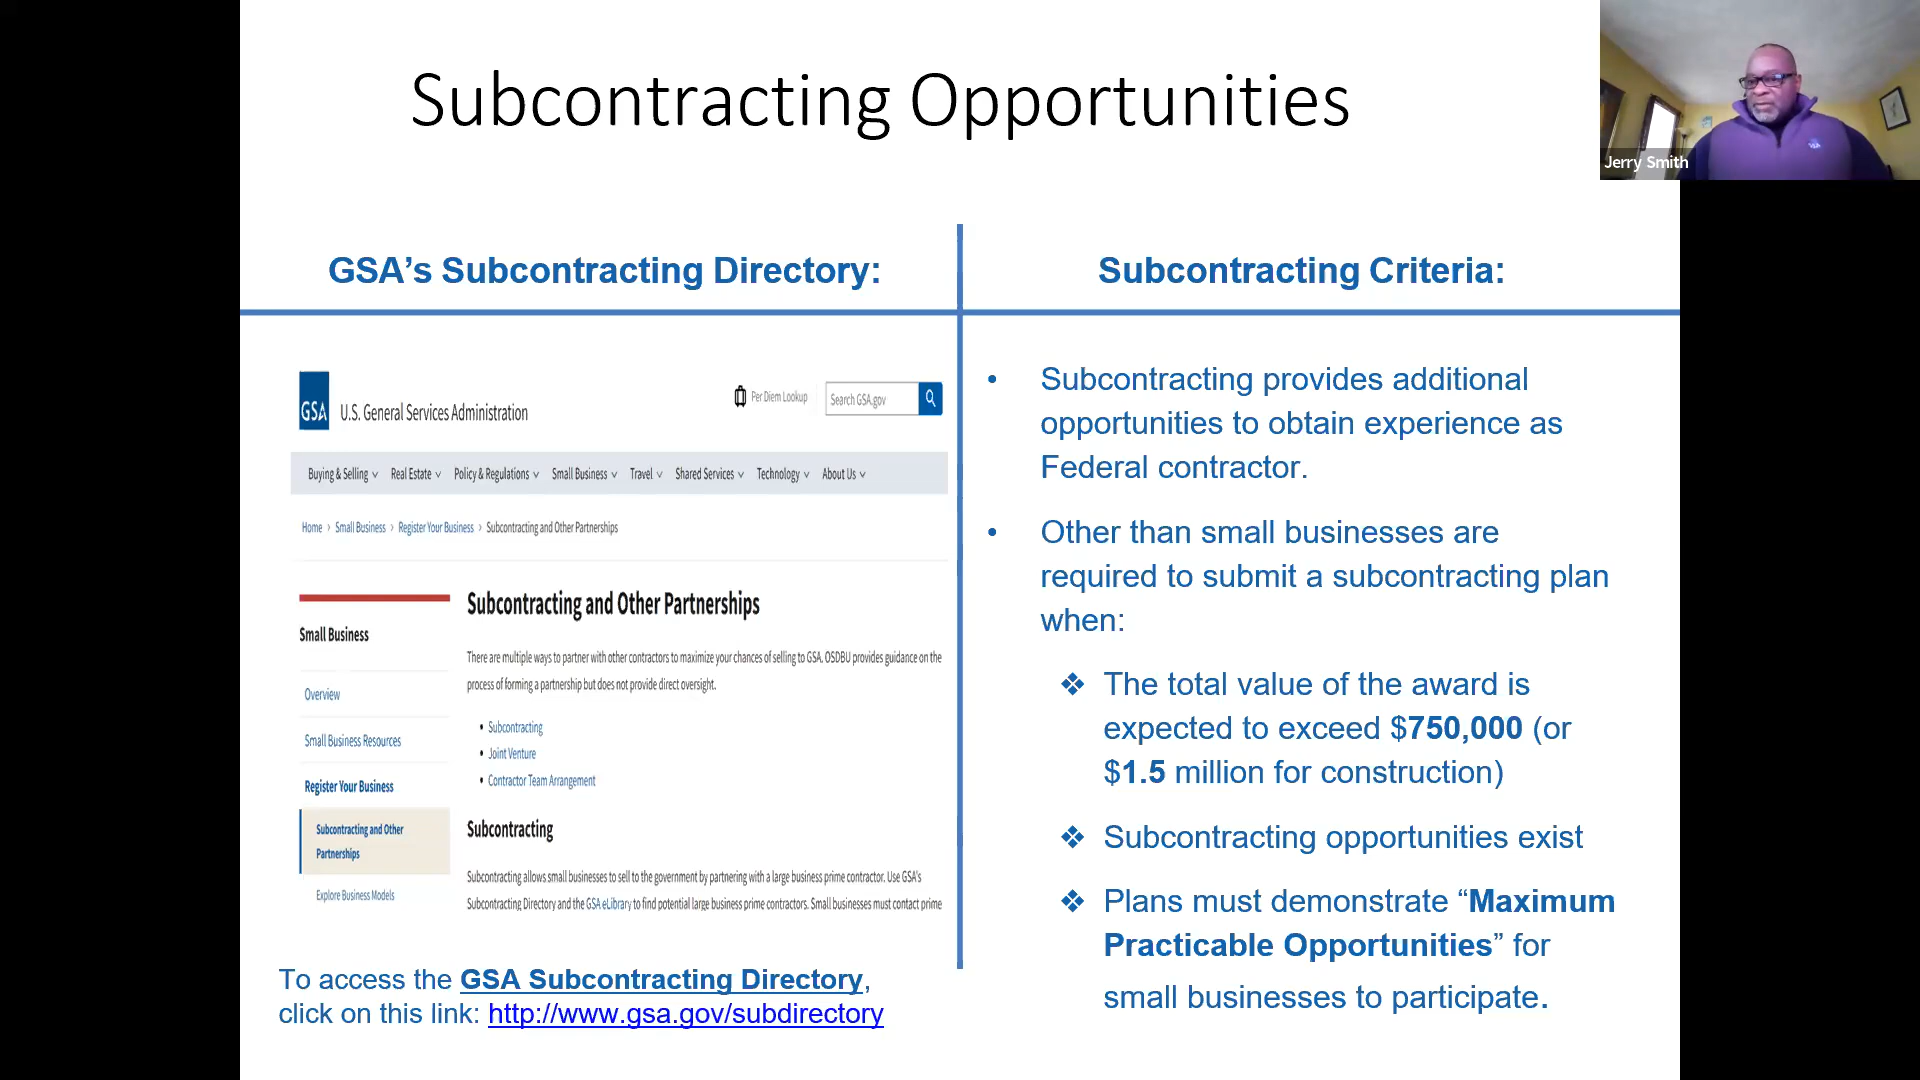 Subcontracting Opportunities
Jerry Smith
GSA
GSA's Subcontracting Directory:
GSA
U.S. General Services Administration
Per Diem Lookup
Search GSA.gov
Buying & Selling Real Estate Policy & Regulations Small Business Travel Shared Services Technology About Us
Home › Small Business › Register Your Business › Subcontracting and Other Partnerships
Small Business
Overview
Small Business Resources
Register Your Business
Subcontracting and Other
Partnerships
Explore Business Models
Subcontracting and Other Partnerships
There are multiple ways to partner with other contractors to maximize your chances of selling to GSA. OSDBU provides guidance on the
process of forming a partnership but does not provide direct oversight.
• Subcontracting
• Joint Venture
• Contractor Team Arrangement
Subcontracting
Subcontracting allows small businesses to sell to the government by partnering with a large business prime contractor. Use GSA's
Subcontracting Directory and the GSA eLibrary to find potential large business prime contractors. Small businesses must contact prime
To access the GSA Subcontracting Directory,
click on this link: http://www.gsa.gov/subdirectory
Subcontracting Criteria:
• Subcontracting provides additional
opportunities to obtain experience as
Federal contractor.
• Other than small businesses are
required to submit a subcontracting plan
when:
❖ The total value of the award is
expected to exceed $750,000 (or
$1.5 million for construction)
❖ Subcontracting opportunities exist
❖ Plans must demonstrate “Maximum
Practicable Opportunities” for
small businesses to participate.